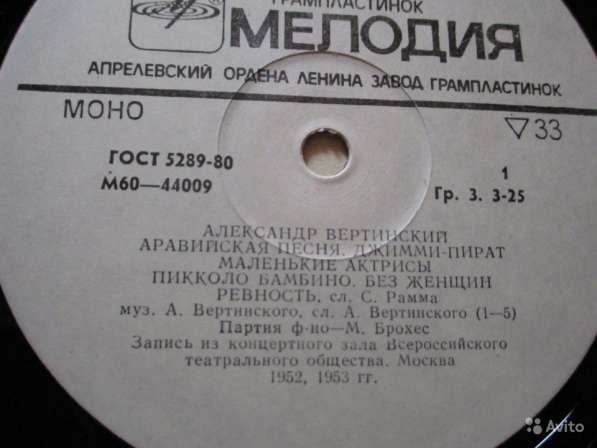 ГРАМПЛАСТИНОК
МЕЛОДИЯ
АПРЕЛЕВСКИЙ ОРДЕНА ЛЕНИНА ЗАВОД ГРАМПЛАСТИНОК
МОНО
▽33
ГОСТ 5289-80
М60—44009
1
Гр. 3. 3-25
АЛЕКСАНДР ВЕРТИНСКИЙ
АРАВИЙСКАЯ ПЕСНЯ. ДЖИММИ-ПИРАТ
МАЛЕНЬКИЕ АКТРИСЫ
ПИККОЛО БАМБИНО. БЕЗ ЖЕНЩИН
РЕВНОСТЬ, сл. С. Рамма
муз. А. Вертинского, сл. А. Вертинского (1—5)
Партия ф-но—М. Брохес
Запись из концертного зала Всероссийского
театрального общества. Москва
1952, 1953 гг.
Avito